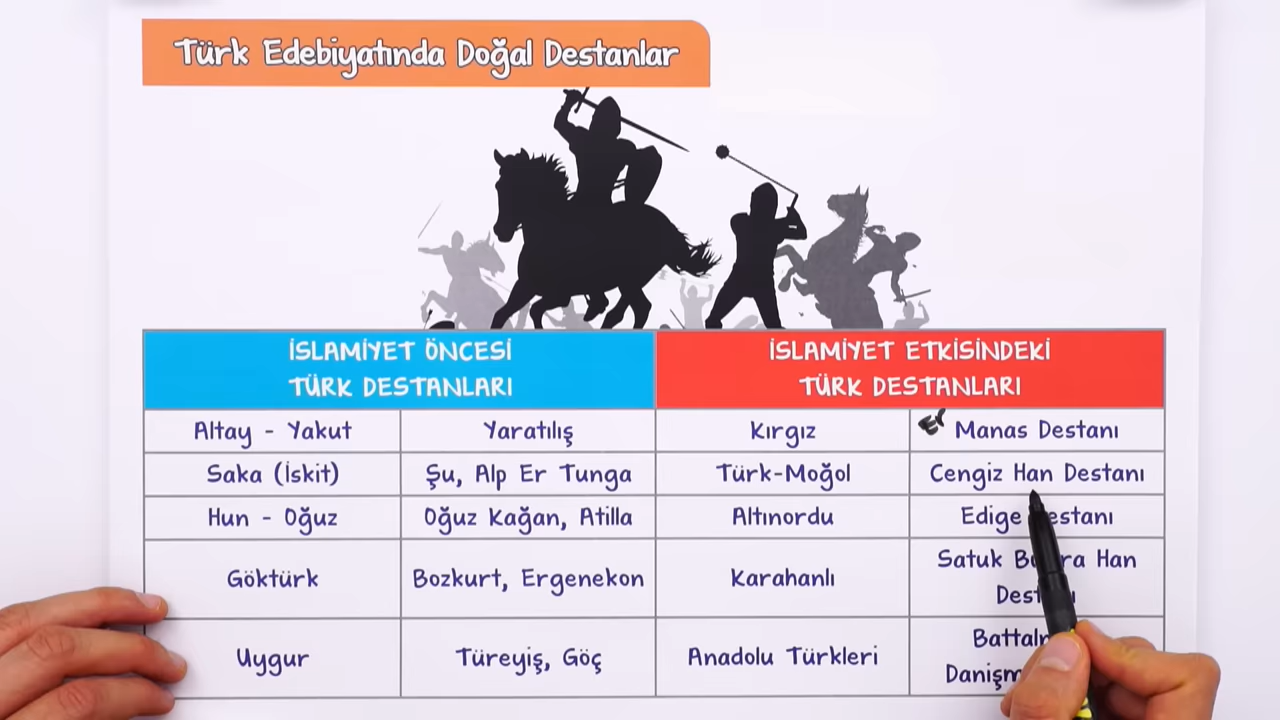 Türk Edebiyatında Doğal Destanlar
İSLAMİYET ÖNCESİ
TÜRK DESTANLARI
İSLAMİYET ETKİSİNDEKİ
TÜRK DESTANLARI
Altay - Yakut
Yaratılış
Kırgız
Er Manas Destanı
Saka (İskit)
Şu, Alp Er Tunga
Türk-Moğol
Cengiz Han Destanı
Hun - Oğuz
Oğuz Kağan, Atilla
Altınordu
Edige
Göktürk
Bozkurt, Ergenekon
Karahanlı
Satuk Han
Uygur
Türeyiş, Göç
Anadolu Türkleri